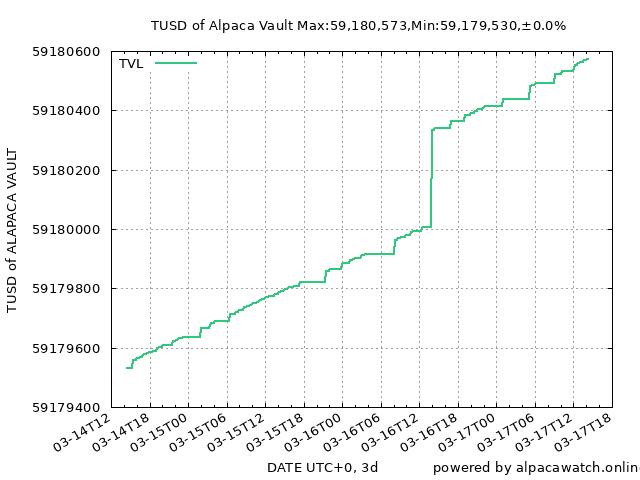 TUSD of Alpaca Vault Max:59,180,573,Min:59,179,530,±0.0%
TVL
59180600
59180400
59180200
59180000
59179800
59179600
59179400
TUSD of ALAPACA VAULT
03-14T12
03-14T18
03-15T00
03-15T06
03-15T12
03-15T18
03-16T00
03-16T06
03-16T12
03-16T18
03-17T00
03-17T06
03-17T12
03-17T18
DATE UTC+0, 3d
powered by alpacawatch.onlin